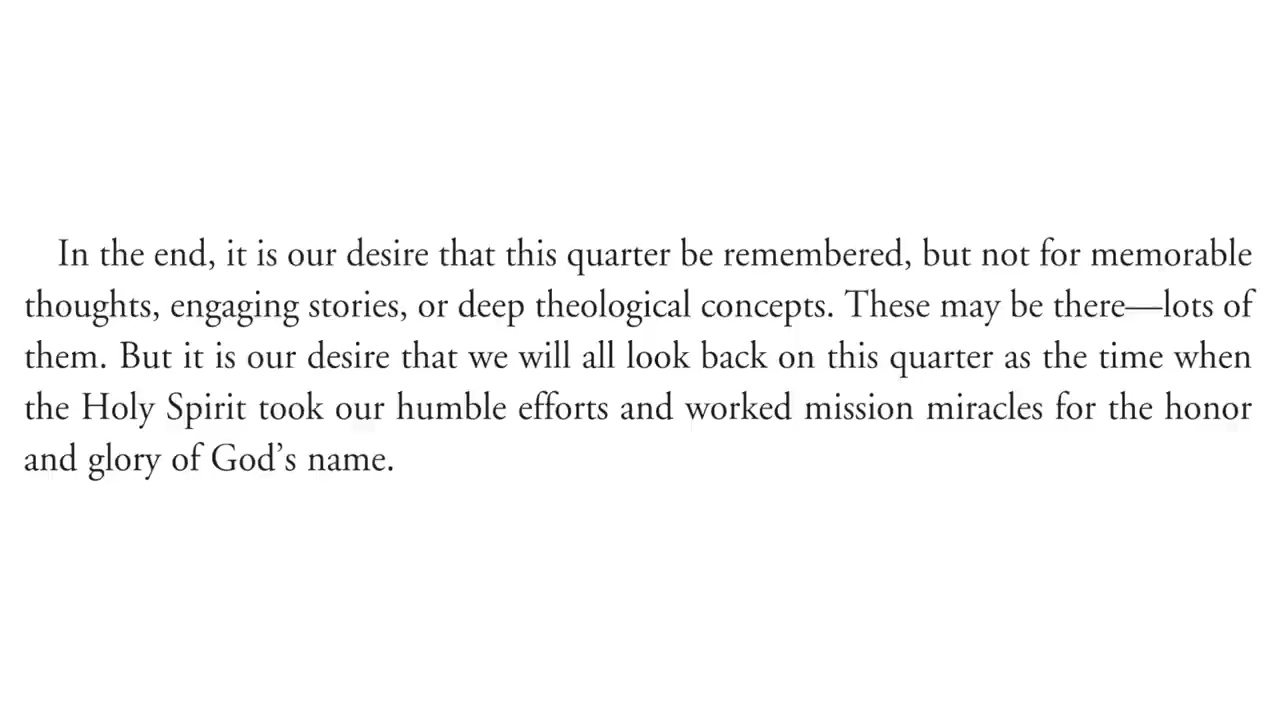 In the end, it is our desire that this quarter be remembered, but not for memorable
thoughts, engaging stories, or deep theological concepts. These may be there—lots of
them. But it is our desire that we will all look back on this quarter as the time when
the Holy Spirit took our humble efforts and worked mission miracles for the honor
and glory of God’s name.